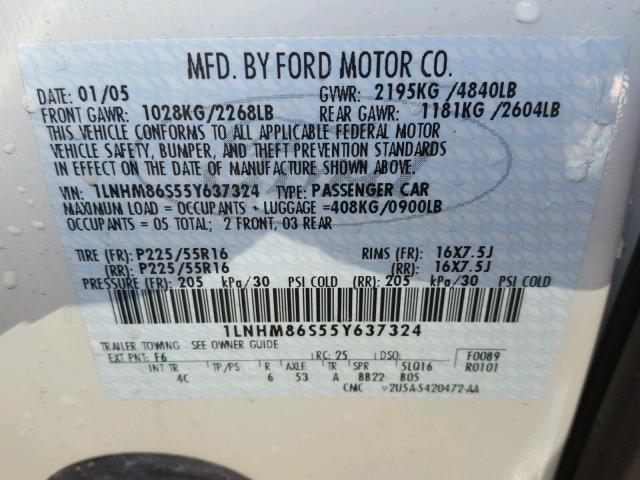 MFD. BY FORD MOTOR CO.
DATE: 01/05 GVWR: 2195KG /4840LB
FRONT GAWR: 1028KG/2268LB REAR GAWR: 1181KG /2604LB
THIS VEHICLE CONFORMS TO ALL APPLICABLE FEDERAL MOTOR
VEHICLE SAFETY, BUMPER, AND THEFT PREVENTION STANDARDS
IN EFFECT ON THE DATE OF MANUFACTURE SHOWN ABOVE.
VIN: 1LNHM86S55Y637324 TYPE: PASSENGER CAR
MAXIMUM LOAD = OCCUPANTS + LUGGAGE =408KG/0900LB
OCCUPANTS = 05 TOTAL; 2 FRONT, 03 REAR
TIRE (FR): P225/55R16 RIMS (FR): 16X7.5J
(RR): P225/55R16 (RR): 16X7.5J
PRESSURE (FR): 205 kPa/30 PSI COLD (RR): 205 kPa/30 PSI COLD
1LNHM86S55Y637324
TRAILER TOWING - SEE OWNER GUIDE
EXT PNT: F6 RC: 25 DSO: F0089
INT TR TP/PS R AXLE TR SPR 5LQ16 R0101
4C 6 53 A BB22 B05
CMC V2U5A-5420472-AA